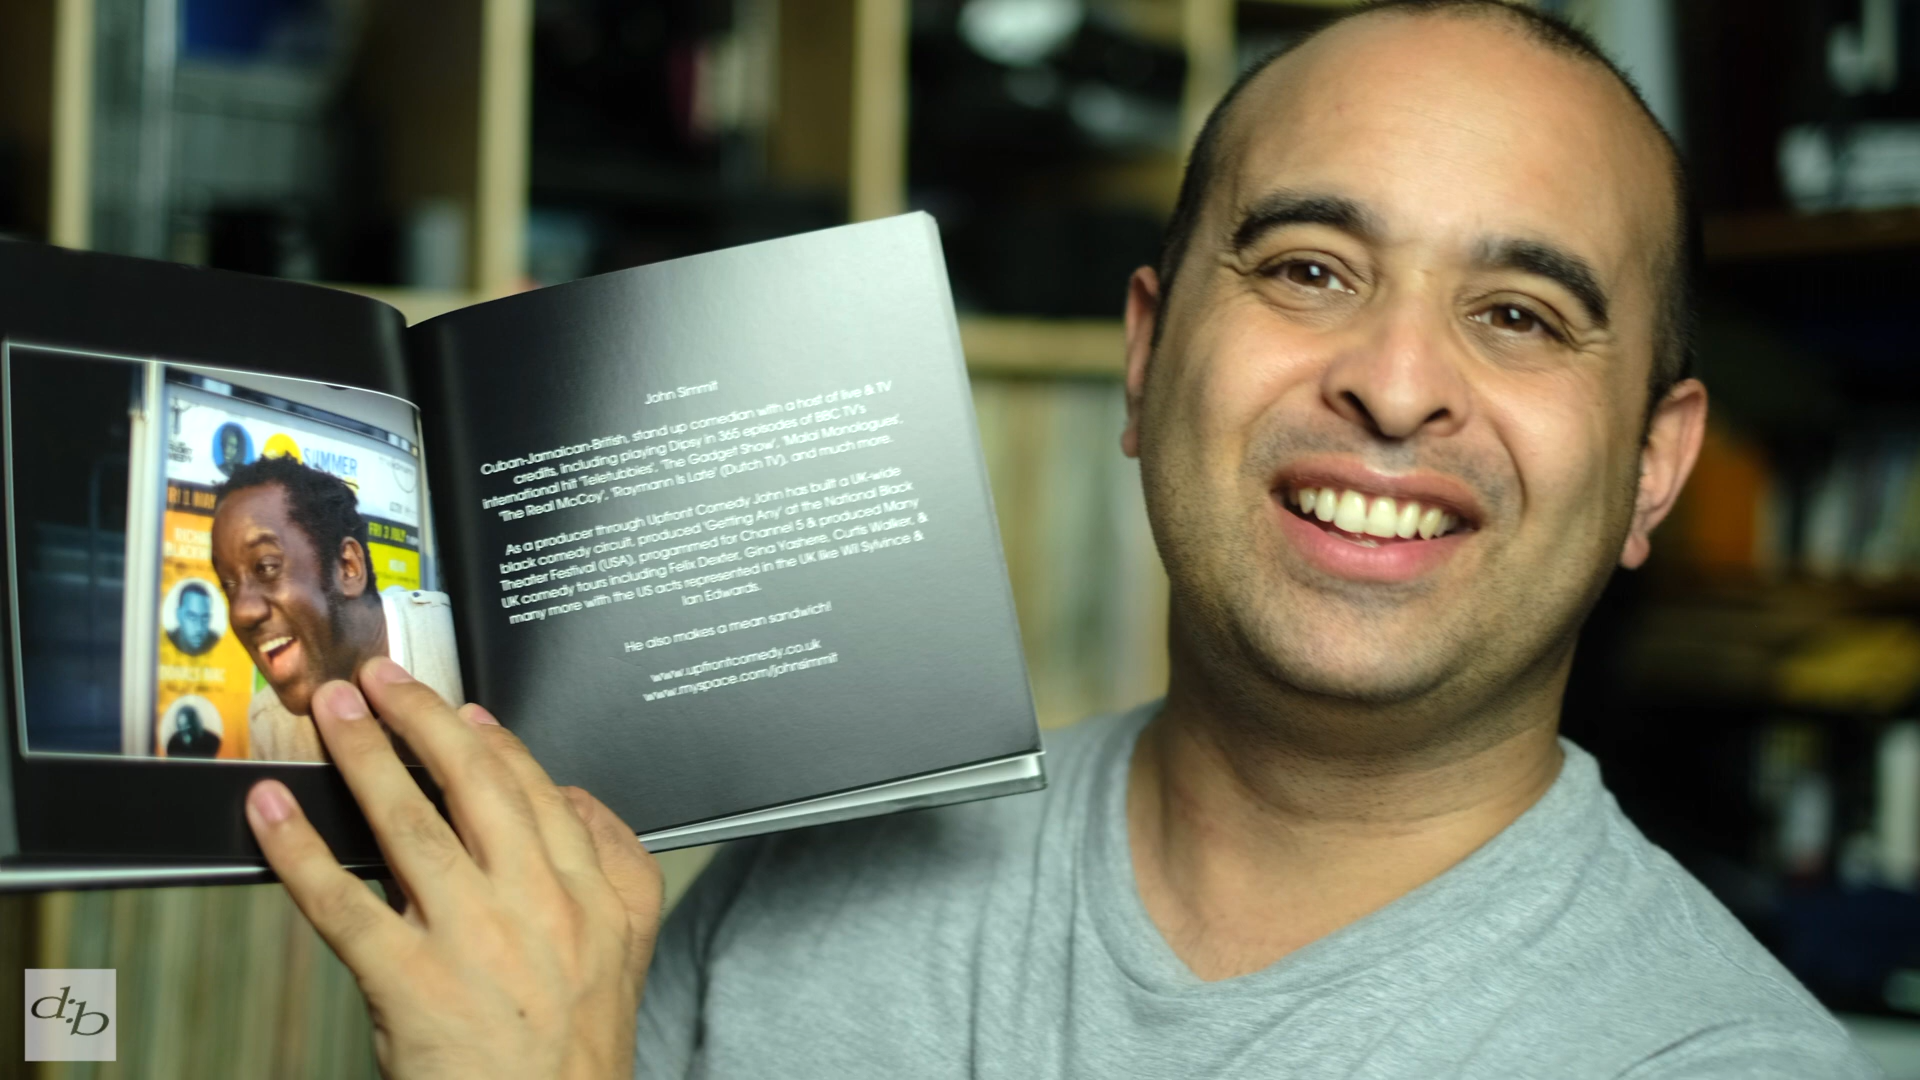 SUMMER
FRI 3 JULY
John Simmit
Cuban-Jamaican-British, stand up comedian with a host of live & TV
credits, including playing Dipsy in 365 episodes of BBC TV's
international hit 'Teletubbies', 'The Gadget Show', 'Malai Monologues',
'The Real McCoy', 'Raymann Is Late' (Dutch TV), and much more.
As a producer through Upfront Comedy John has built a UK-wide
black comedy circuit, produced 'Getting Any' at the National Black
Theater Festival (USA), progammed for Channel 5 & produced Many
UK comedy tours including Felix Dexter, Gina Yashere, Curtis Walker, &
many more with the US acts represented in the UK like Wil Sylvince &
Ian Edwards.
He also makes a mean sandwich!
www.upfrontcomedy.co.uk
www.myspace.com/johnsimmit
d:b